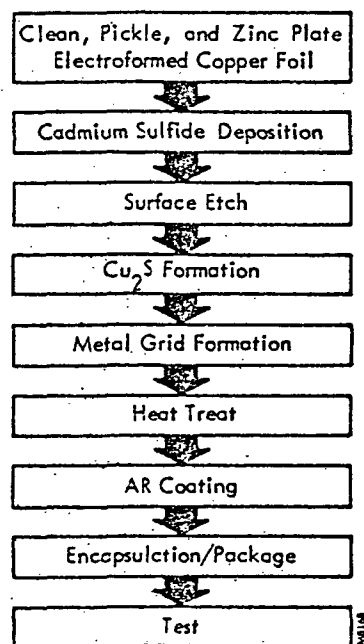 Clean, Pickle, and Zinc Plate
Electroformed Copper Foil
Cadmium Sulfide Deposition
Surface Etch
Cu2S Formation
Metal Grid Formation
Heat Treat
AR Coating
Encapsulction/Package
Test